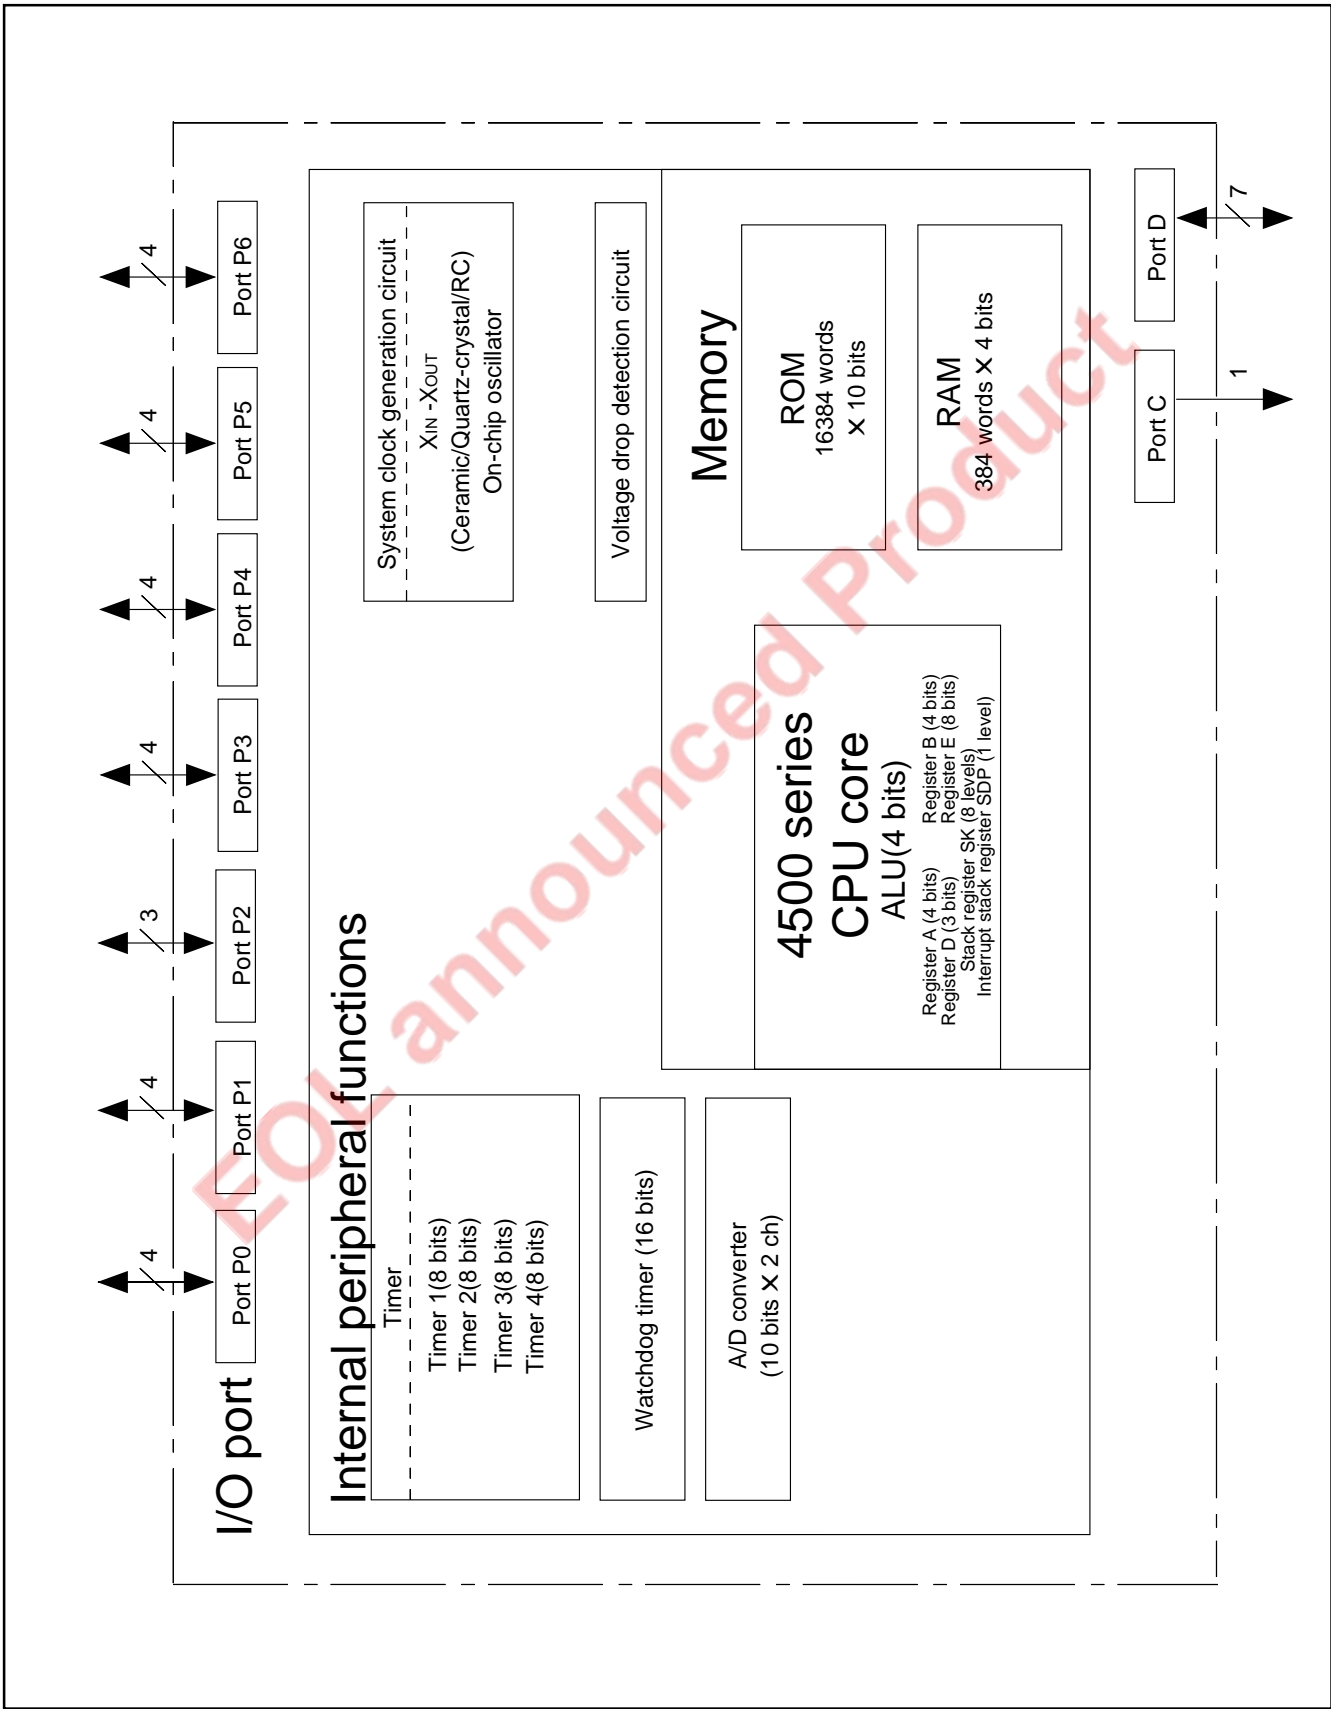 I/O port
4
4
3
4
4
4
4
Port P0
Port P1
Port P2
Port P3
Port P4
Port P5
Port P6
Internal peripheral functions
Timer
Timer 1(8 bits)
Timer 2(8 bits)
Timer 3(8 bits)
Timer 4(8 bits)
Watchdog timer (16 bits)
A/D converter
(10 bits × 2 ch)
System clock generation circuit
XIN -XOUT
(Ceramic/Quartz-crystal/RC)
On-chip oscillator
Voltage drop detection circuit
4500 series
CPU core
ALU(4 bits)
Register A (4 bits) Register B (4 bits)
Register D (3 bits) Register E (8 bits)
Stack register SK (8 levels)
Interrupt stack register SDP (1 level)
Memory
ROM
16384 words
× 10 bits
RAM
384 words × 4 bits
Port C
Port D
1
7
EOL announced Product